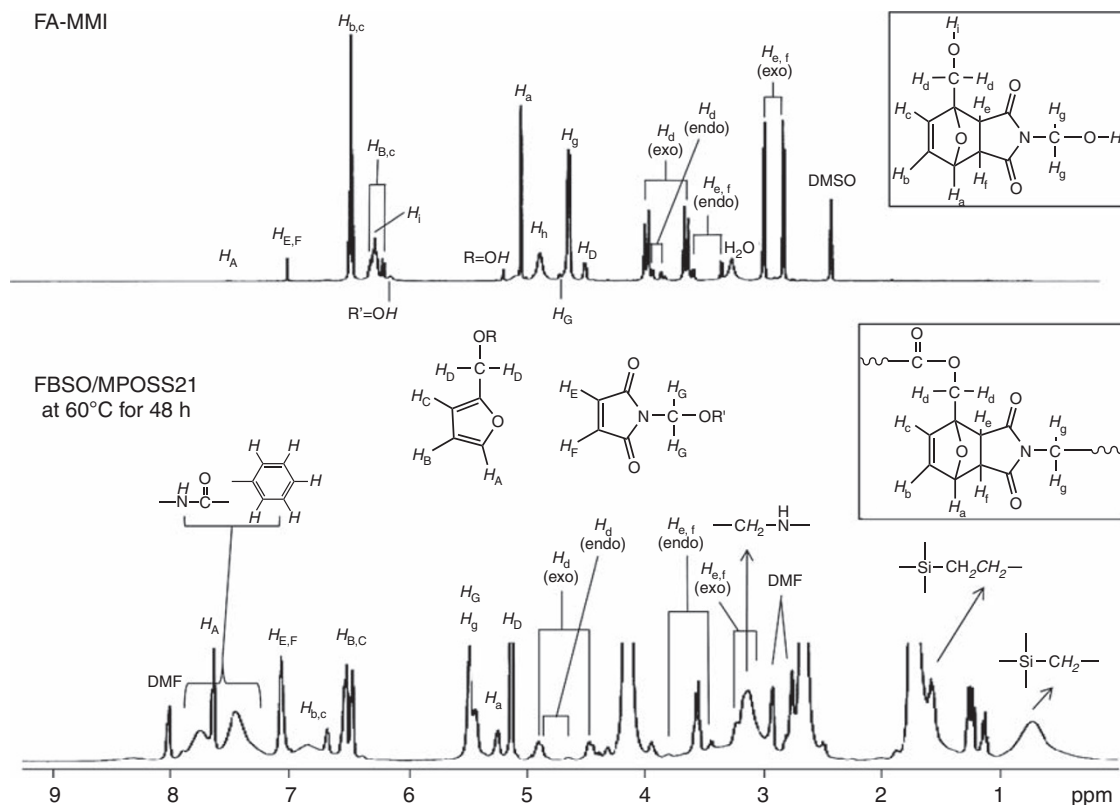 FA-MMI
H_b,c
H_B,c
H_i
H_A
H_E,F
R'=OH
R=OH
H_a
H_h
H_g
H_G
H_D
H_d
(exo)
H_d
(endo)
H_e, f
(endo)
H_2O
H_e, f
(exo)
DMSO
H_i
O
H_d C H_d
H_c H_e O
O N C O-H
H_g
H_b H_f O H_g
H_a
FBSO/MPOSS21
at 60°C for 48 h
OR
H_D C H_D
H_C
O
H_B
H_A
O
H_E H_G
N C OR'
H_F H_G
O
O
C O
H_d C H_d
H_c H_e O
O N C
H_g
H_b H_f O H_g
H_a
H O
N C
H H
H
H H
DMF
H_A
H_E,F
H_b,c
H_B,C
H_G
H_g
H_a
H_D
H_d
(exo)
H_d
(endo)
H_e, f
(endo)
H_e,f
(exo)
H
CH_2 N
DMF
Si CH_2CH_2
Si CH_2
9 8 7 6 5 4 3 2 1 ppm